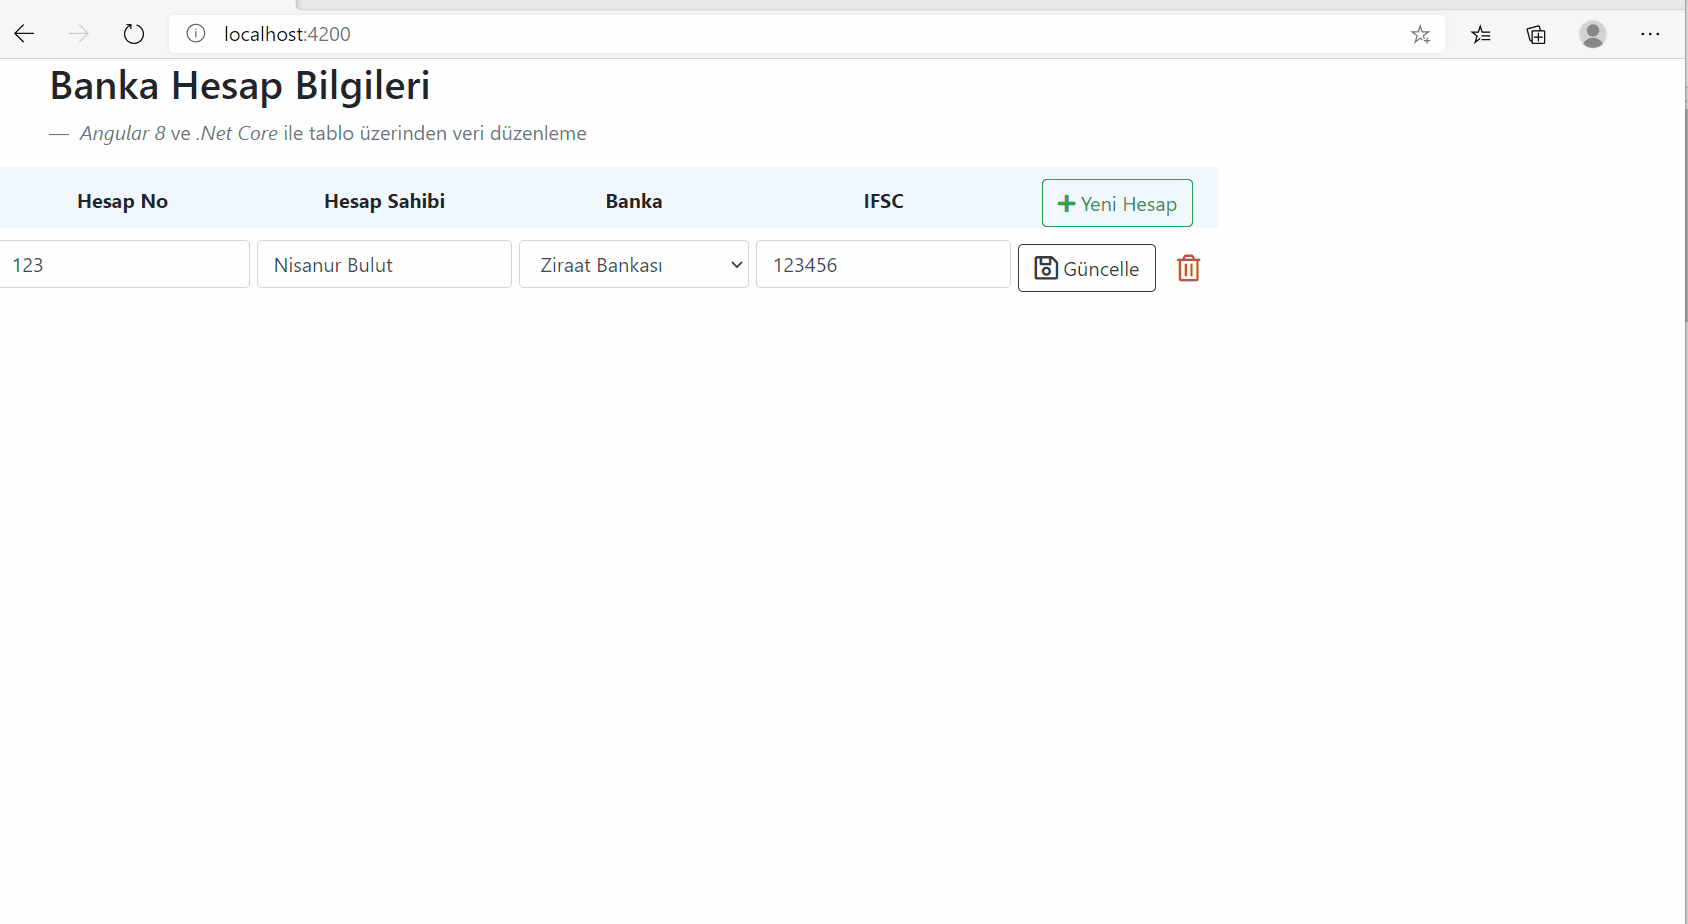 localhost:4200
Banka Hesap Bilgileri
— Angular 8 ve .Net Core ile tablo üzerinden veri düzenleme
Hesap No Hesap Sahibi Banka IFSC Yeni Hesap
123 Nisanur Bulut Ziraat Bankası 123456 Güncelle